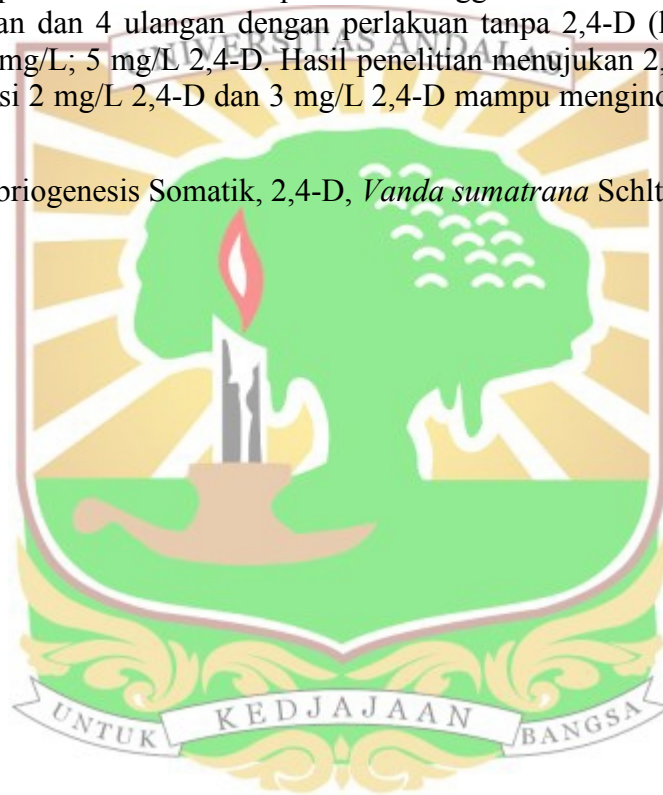 an dan 4 ulangan dengan perlakuan tanpa 2,4-D (
mg/L; 5 mg/L 2,4-D. Hasil penelitian menujukan 2,
UNIVERSITAS ANDALAS
si 2 mg/L 2,4-D dan 3 mg/L 2,4-D mampu mengind
briogenesis Somatik, 2,4-D, Vanda sumatrana Schlt
UNTUK KEDJAJAAN BANGSA